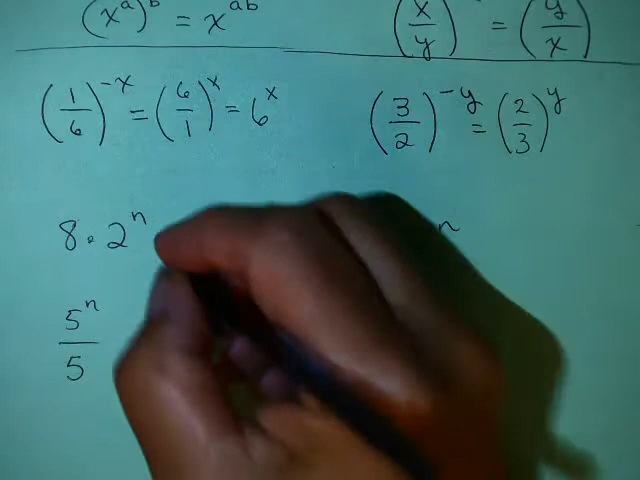 (x^a)^b = x^ab
(x/y) = (y/x)
(1/6)^-x = (6/1)^x = 6^x
(3/2)^-y = (2/3)^y
8 · 2^n
n
5^n/5